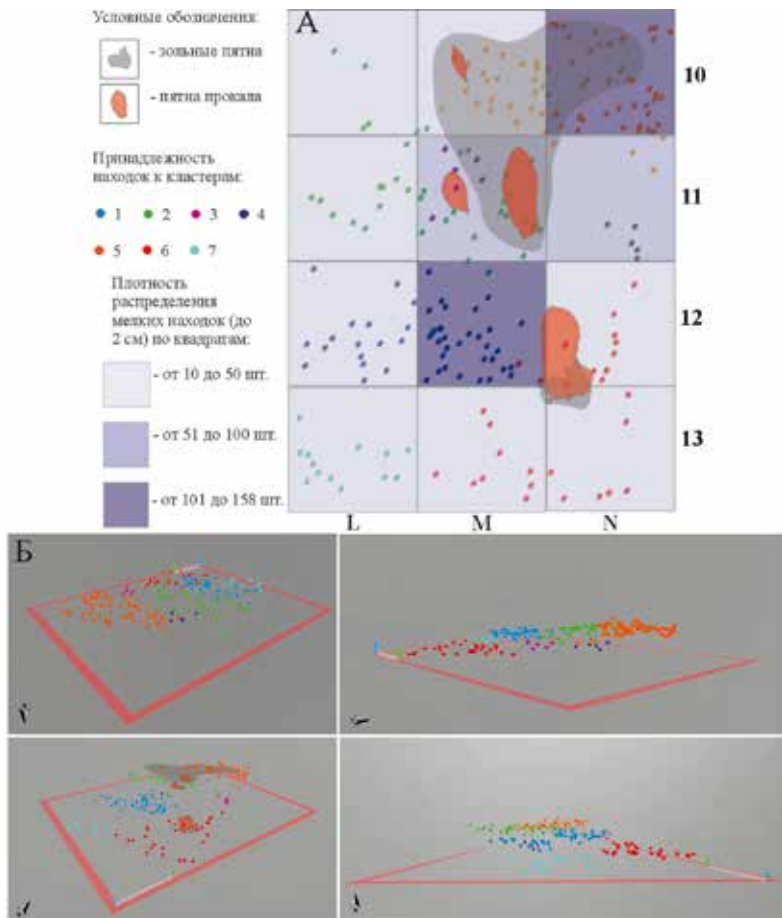 Условные обозначения:
- зольные пятна
- пятна прокала
Принадлежность
находок к кластерам:
1 2 3 4
5 6 7
Плотность
распределения
мелких находок (до
2 см) по квадратам:
- от 10 до 50 шт.
- от 51 до 100 шт.
- от 101 до 158 шт.
А
10
11
12
13
L M N
Б